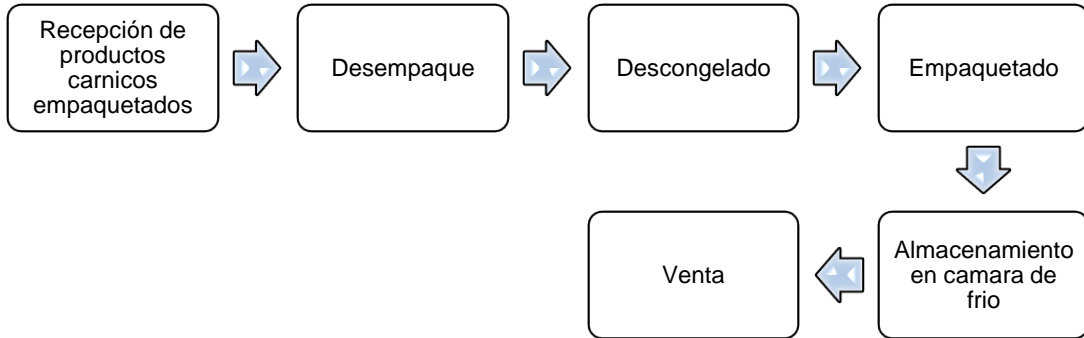 Recepción de
productos
carnicos
empaquetados
Desempaque
Descongelado
Empaquetado
Almacenamiento
en camara de
frio
Venta